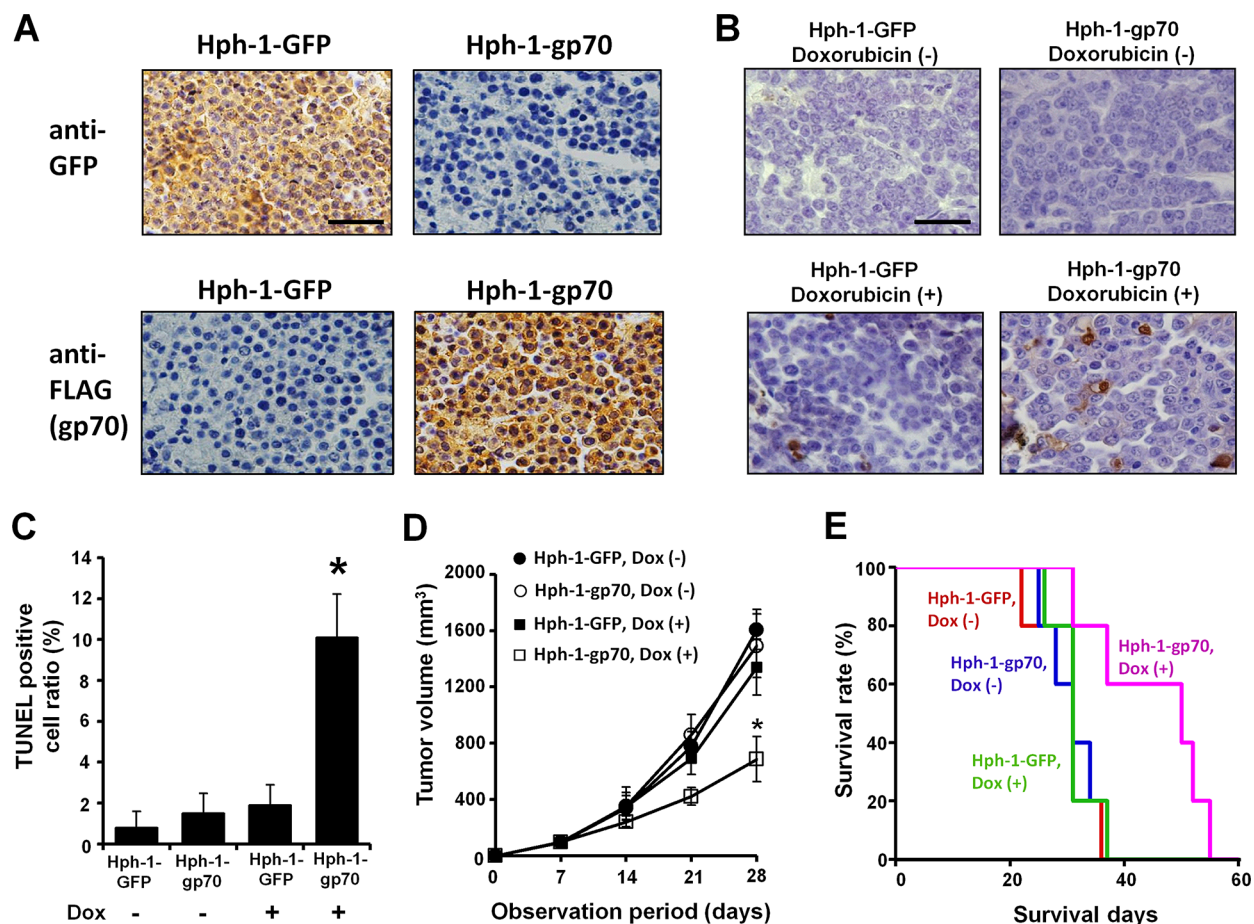 A
Hph-1-GFP
Hph-1-gp70
anti-
GFP
Hph-1-GFP
Hph-1-gp70
anti-
FLAG
(gp70)
B
Hph-1-GFP
Doxorubicin (-)
Hph-1-gp70
Doxorubicin (-)
Hph-1-GFP
Doxorubicin (+)
Hph-1-gp70
Doxorubicin (+)
C
TUNEL positive
cell ratio (%)
14
12
10
8
6
4
2
0
*
Hph-1-
GFP
Hph-1-
gp70
Hph-1-
GFP
Hph-1-
gp70
Dox - - + +
D
Hph-1-GFP, Dox (-)
Hph-1-gp70, Dox (-)
Hph-1-GFP, Dox (+)
Hph-1-gp70, Dox (+)
Tumor volume (mm³)
2000
1600
1200
800
400
0
*
0 7 14 21 28
Observation period (days)
E
Survival rate (%)
100
80
60
40
20
0
Hph-1-GFP,
Dox (-)
Hph-1-gp70,
Dox (-)
Hph-1-gp70,
Dox (+)
Hph-1-GFP,
Dox (+)
0 20 40 60
Survival days